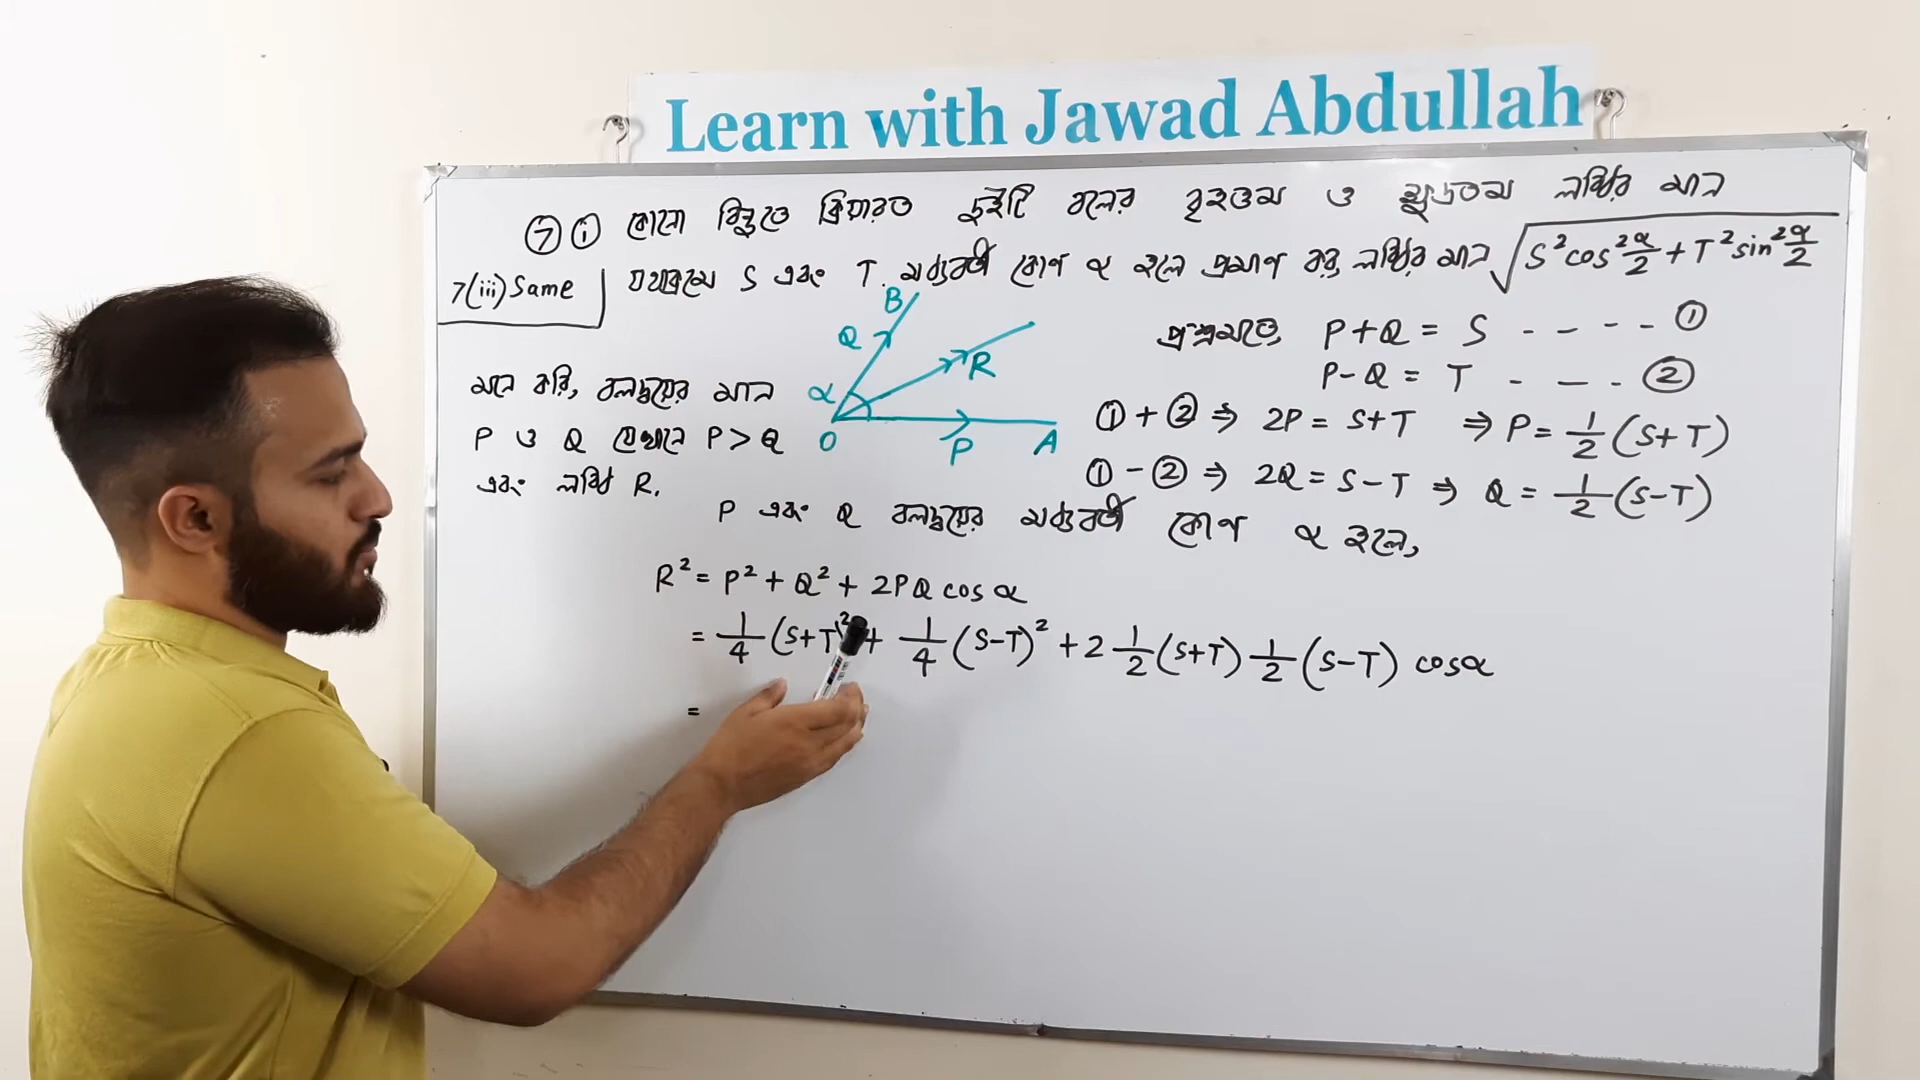 Learn with Jawad Abdullah
⑦ ⓘ কোনো বিন্দুতে ক্রিয়ারত দুইটি বলের বৃহত্তম ও ক্ষুদ্রতম লব্ধির মান
7(iii) Same
যথাক্রমে S এবং T. মধ্যবর্তী কোণ α হলে প্রমাণ কর, লব্ধির মান √(S²cos²α/2 + T²sin²α/2)
মনে করি, বলদ্বয়ের মান
P ও Q যেখানে P > Q
এবং লব্ধি R.
B
Q
R
α
O
P
A
প্রশ্নমতে, P+Q = S - - - - ①
P-Q = T - - - ②
① + ② ⇒ 2P = S+T ⇒ P = 1/2 (S+T)
① - ② ⇒ 2Q = S-T ⇒ Q = 1/2 (S-T)
P এবং Q বলদ্বয়ের মধ্যবর্তী কোণ α হলে,
R² = P² + Q² + 2PQ cos α
= 1/4 (S+T)² + 1/4 (S-T)² + 2 1/2 (S+T) 1/2 (S-T) cosα
=